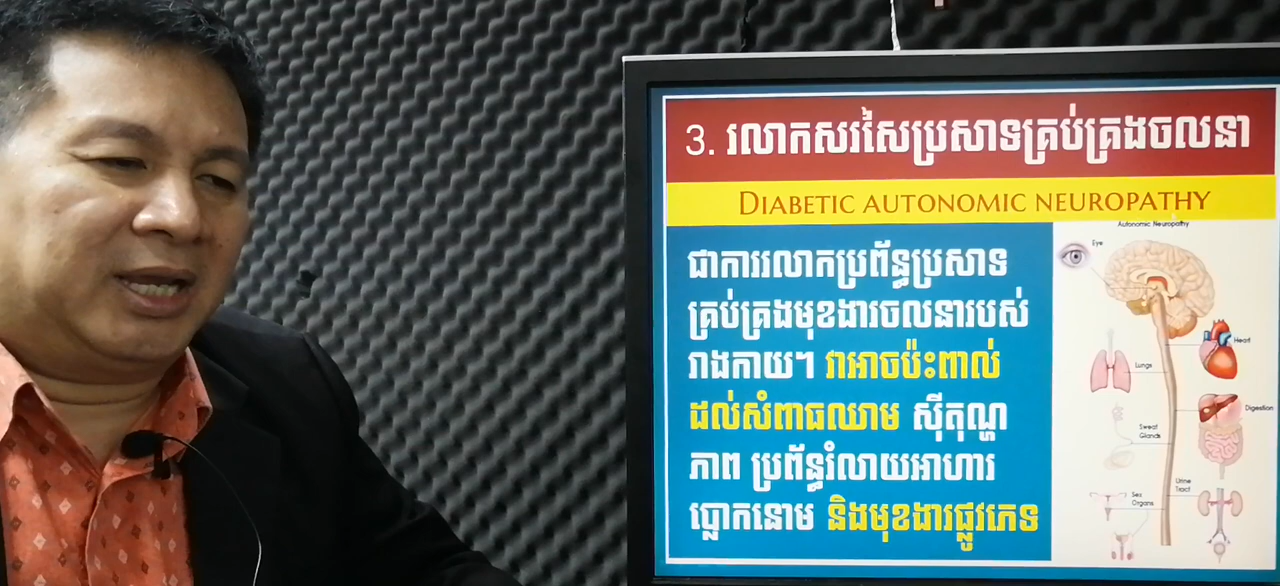 3. រលាកសរសៃប្រសាទគ្រប់គ្រងចលនា
DIABETIC AUTONOMIC NEUROPATHY
ជាការរលាកប្រព័ន្ធប្រសាទ
គ្រប់គ្រងមុខងារចលនារបស់
រាងកាយ។ វាអាចប៉ះពាល់
ដល់សំពាធឈាម ស៊ីតុណ្ហ
ភាព ប្រព័ន្ធរំលាយអាហារ
ប្លោកនោម និងមុខងារផ្លូវភេទ
Autonomic Neuropathy
Eye
Heart
Lungs
Digestion
Sweat
Glands
Urine
Tract
Sex
Organs